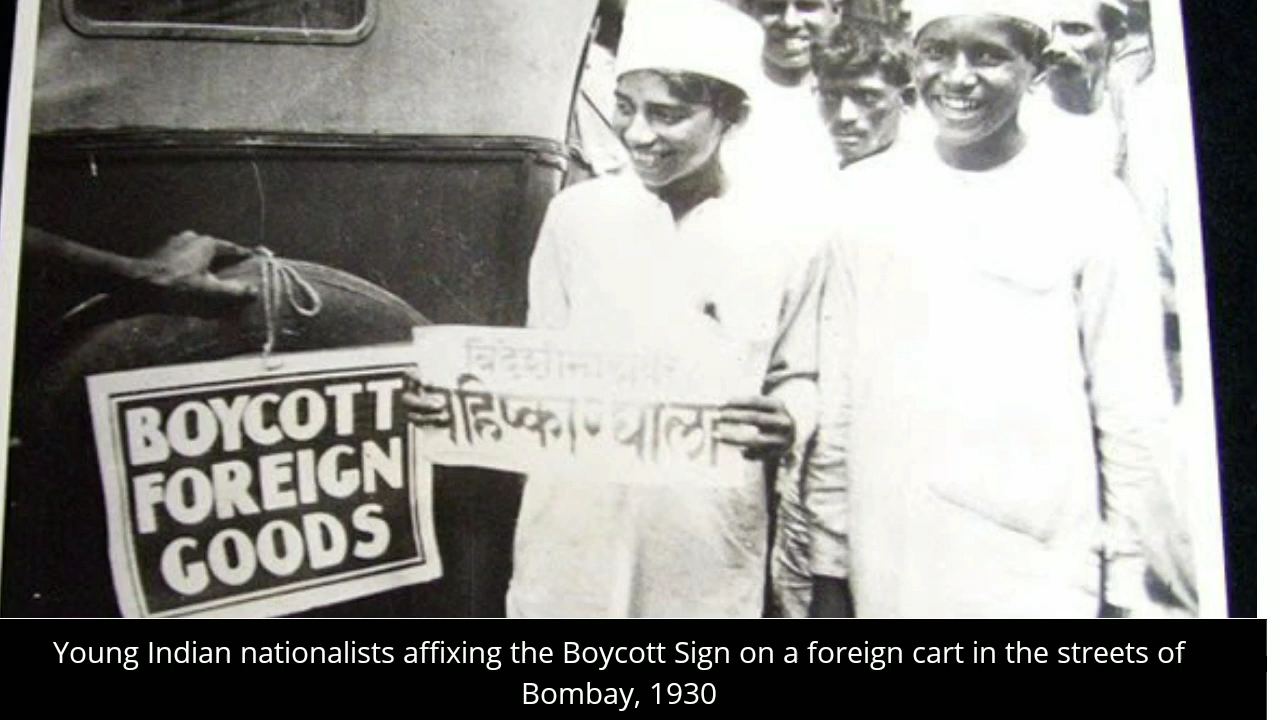 BOYCOTT
FOREIGN
GOODS
बहिष्कार घाला
Young Indian nationalists affixing the Boycott Sign on a foreign cart in the streets of
Bombay, 1930